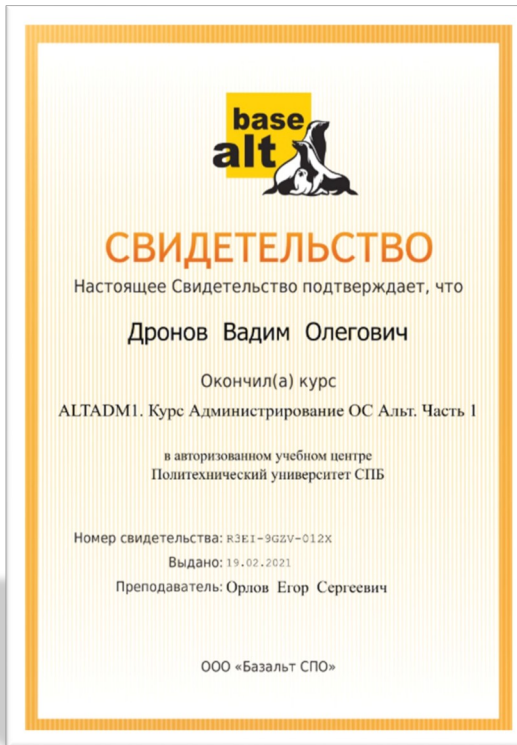 base
alt
СВИДЕТЕЛЬСТВО
Настоящее Свидетельство подтверждает, что
Дронов Вадим Олегович
Окончил(а) курс
ALTADM1. Курс Администрирование ОС Альт. Часть 1
в авторизованном учебном центре
Политехнический университет СПБ
Номер свидетельства: R3EI-9GZV-012X
Выдано: 19.02.2021
Преподаватель: Орлов Егор Сергеевич
ООО «Базальт СПО»